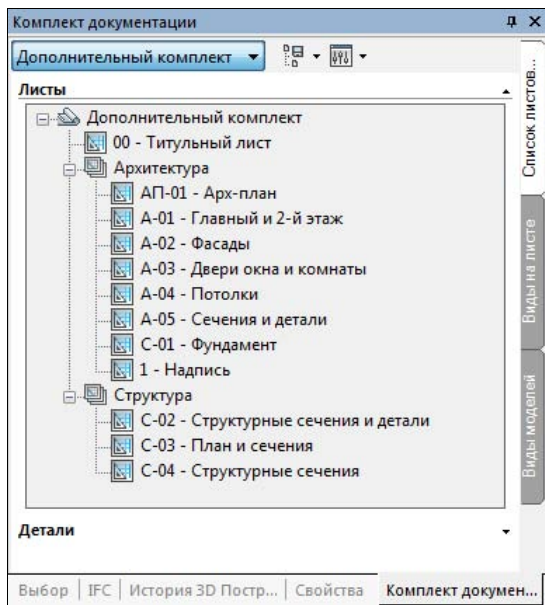 Комплект документации
Дополнительный комплект
Листы
Дополнительный комплект
00 - Титульный лист
Архитектура
АП-01 - Арх-план
А-01 - Главный и 2-й этаж
А-02 - Фасады
А-03 - Двери окна и комнаты
А-04 - Потолки
А-05 - Сечения и детали
С-01 - Фундамент
1 - Надпись
Структура
С-02 - Структурные сечения и детали
С-03 - План и сечения
С-04 - Структурные сечения
Детали
Список листов...
Виды на листе
Виды моделей
Выбор IFC История 3D Постр... Свойства Комплект докумен...